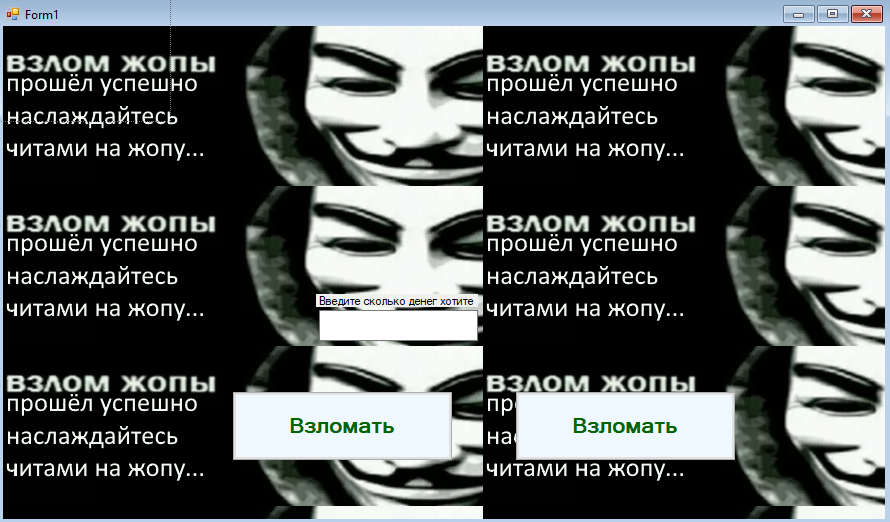 Form1
ВЗЛОМ ЖОПЫ
прошёл успешно
наслаждайтесь
читами на жопу...
ВЗЛОМ ЖОПЫ
прошёл успешно
наслаждайтесь
читами на жопу...
ВЗЛОМ ЖОПЫ
прошёл успешно
наслаждайтесь
читами на жопу...
Введите сколько денег хотите
ВЗЛОМ ЖОПЫ
прошёл успешно
наслаждайтесь
читами на жопу...
ВЗЛОМ ЖОПЫ
прошёл успешно
наслаждайтесь
читами на жопу...
Взломать
ВЗЛОМ ЖОПЫ
читами на жопу...
Взломать